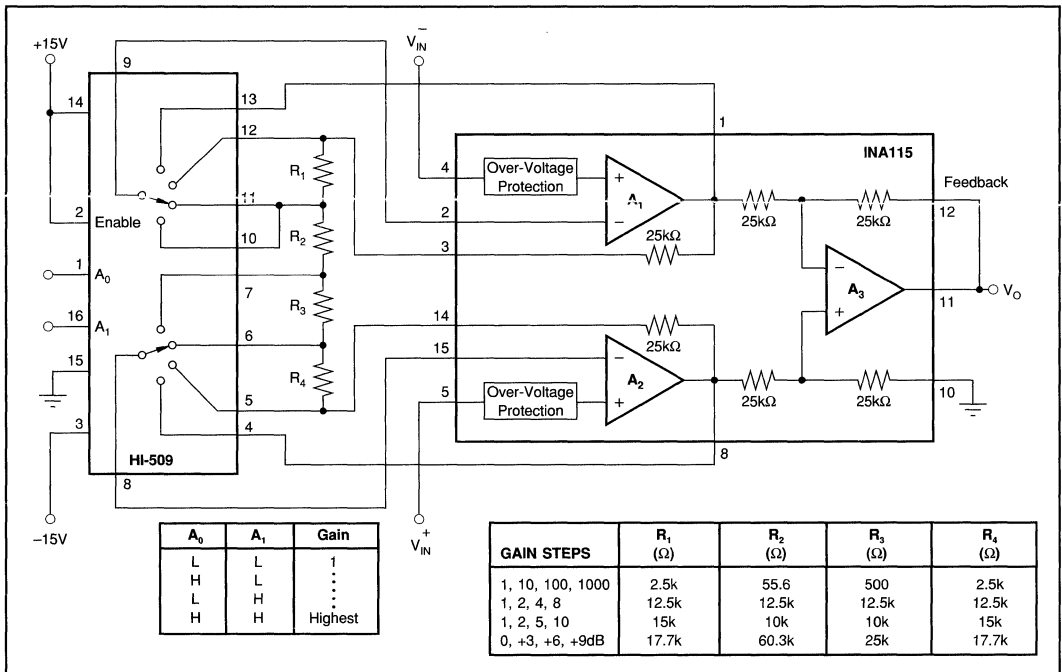 +15V
9
V̅IN
14
13
12
1
INA115
R₁
4
Over-Voltage
Protection
+
A₁
Feedback
11
2
−
12
2
Enable
25kΩ
25kΩ
10
R₂
3
25kΩ
1
A₀
−
A₃
+
11
V₀
7
R₃
16
A₁
14
6
25kΩ
15
−
15
A₂
R₄
5
Over-Voltage
Protection
+
25kΩ
25kΩ
10
5
3
4
HI-509
8
8
−15V
V⁺IN
A₀ A₁ Gain
L L 1
H L
L H
H H Highest
GAIN STEPS R₁ (Ω) R₂ (Ω) R₃ (Ω) R₄ (Ω)
1, 10, 100, 1000 2.5k 55.6 500 2.5k
1, 2, 4, 8 12.5k 12.5k 12.5k 12.5k
1, 2, 5, 10 15k 10k 10k 15k
0, +3, +6, +9dB 17.7k 60.3k 25k 17.7k